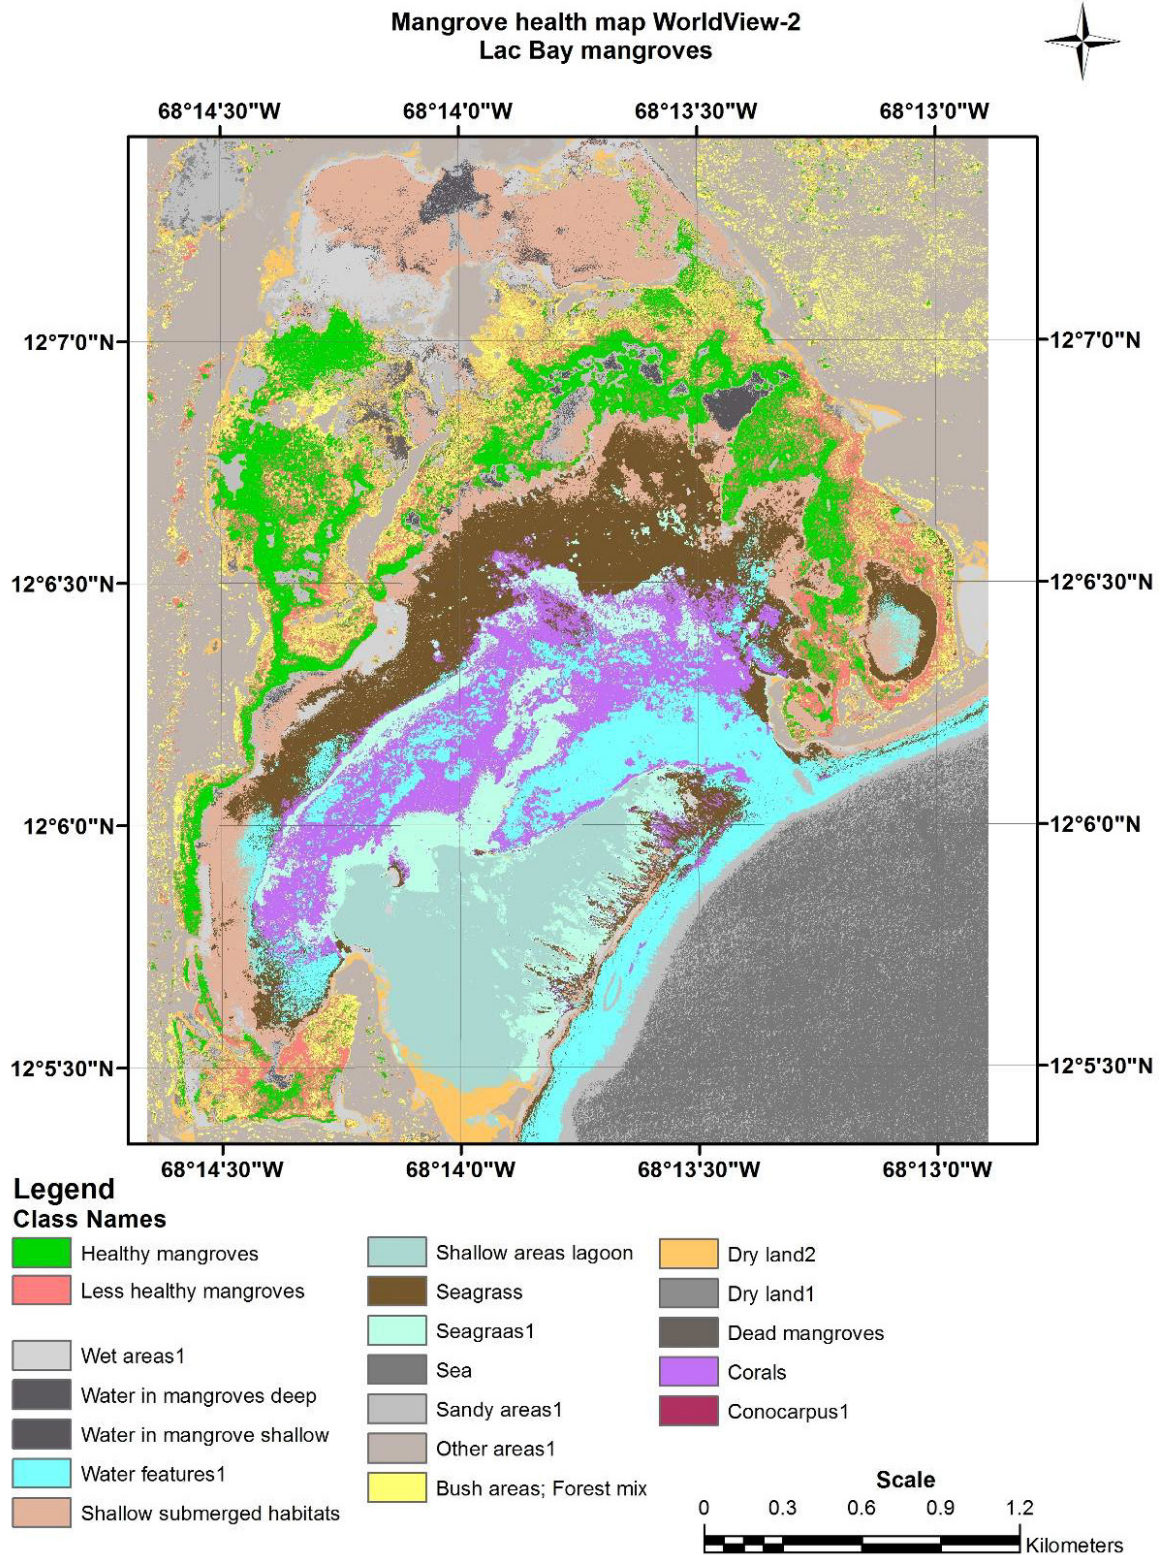 Mangrove health map WorldView-2
Lac Bay mangroves
68°14'30"W 68°14'0"W 68°13'30"W 68°13'0"W
12°7'0"N 12°7'0"N
12°6'30"N 12°6'30"N
12°6'0"N 12°6'0"N
12°5'30"N 12°5'30"N
68°14'30"W 68°14'0"W 68°13'30"W 68°13'0"W
Legend
Class Names
Healthy mangroves
Less healthy mangroves
Wet areas1
Water in mangroves deep
Water in mangrove shallow
Water features1
Shallow submerged habitats
Shallow areas lagoon
Seagrass
Seagraas1
Sea
Sandy areas1
Other areas1
Bush areas; Forest mix
Dry land2
Dry land1
Dead mangroves
Corals
Conocarpus1
Scale
0 0.3 0.6 0.9 1.2
Kilometers